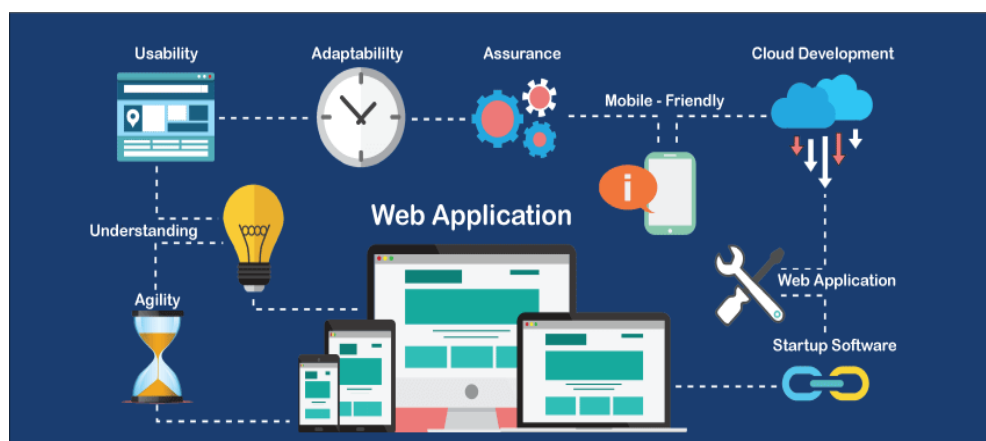 Usability
Adaptabililty
Assurance
Cloud Development
Mobile - Friendly
i
Web Application
Understanding
Web Application
Agility
Startup Software